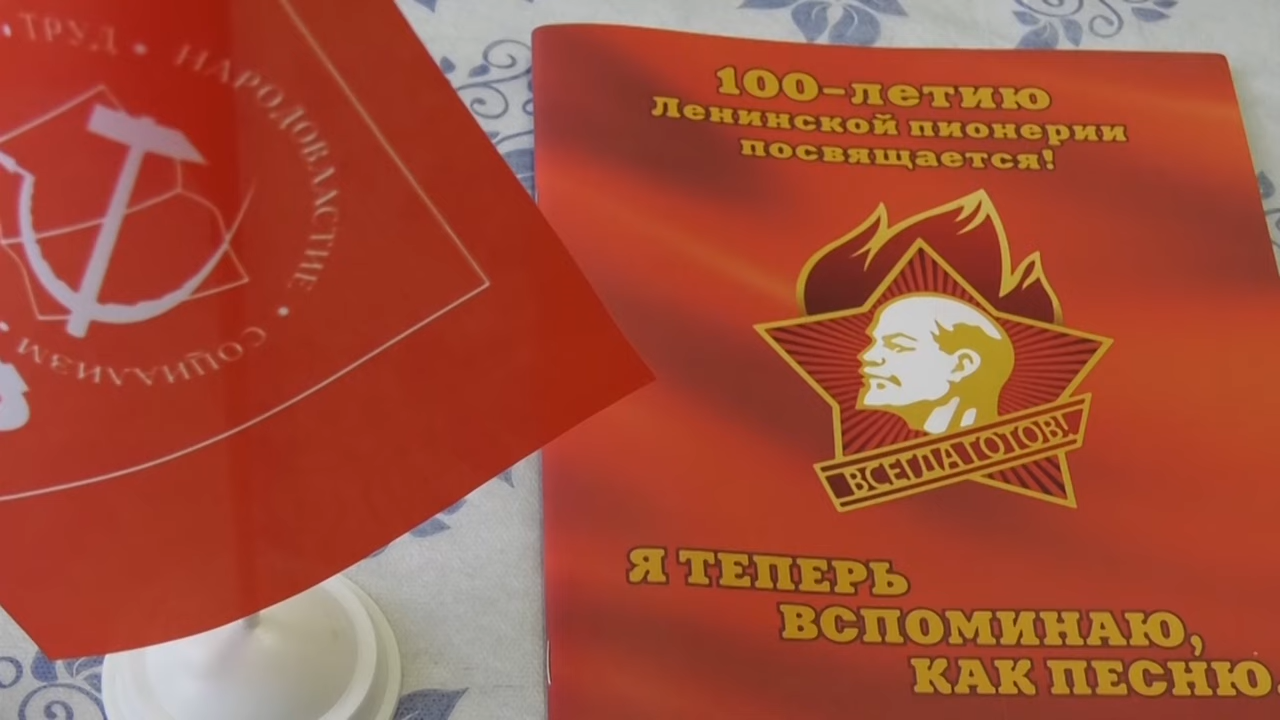 ТРУД • НАРОДОВЛАСТИЕ • СОЦИАЛИЗМ
100-летию
Ленинской пионерии
посвящается!
ВСЕГДА ГОТОВ!
Я ТЕПЕРЬ
ВСПОМИНАЮ,
КАК ПЕСНЮ